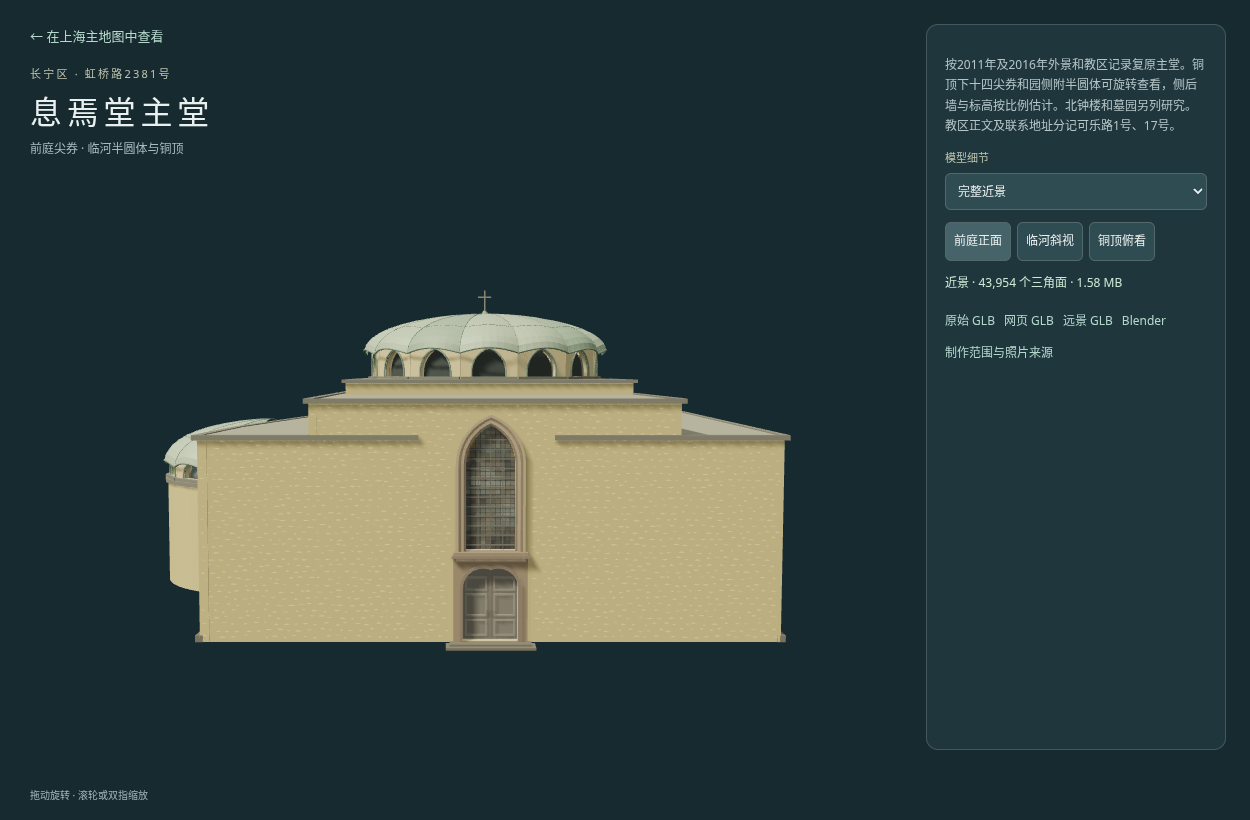 ← 在上海主地图中查看
长宁区 · 虹桥路2381号
息焉堂主堂
前庭尖券 · 临河半圆体与铜顶
按2011年及2016年外景和教区记录复原主堂。铜
顶下十四尖券和园侧附半圆体可旋转查看，侧后
墙与标高按比例估计。北钟楼和墓园另列研究。
教区正文及联系地址分记可乐路1号、17号。
模型细节
完整近景
前庭正面 临河斜视 铜顶俯看
近景 · 43,954 个三角面 · 1.58 MB
原始 GLB 网页 GLB 远景 GLB Blender
制作范围与照片来源
拖动旋转 · 滚轮或双指缩放